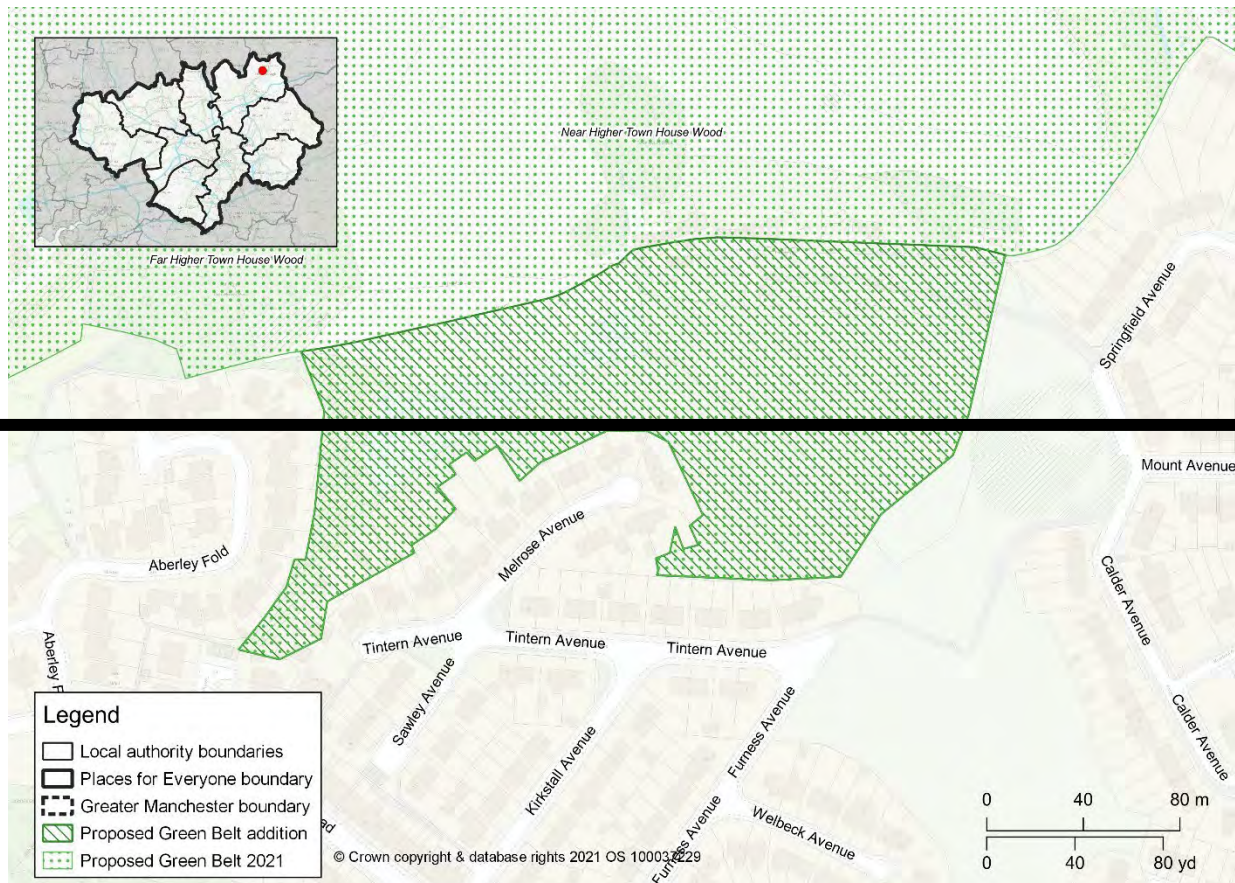 Near Higher Town House Wood
Far Higher Town House Wood
Springfield Avenue
Mount Avenue
Aberley Fold
Melrose Avenue
Calder Avenue
Tintern Avenue
Tintern Avenue
Tintern Avenue
Sawley Avenue
Kirkstall Avenue
Furness Avenue
Furness Avenue
Welbeck Avenue
Calder Avenue
Legend
Local authority boundaries
Places for Everyone boundary
Greater Manchester boundary
Proposed Green Belt addition
Proposed Green Belt 2021
© Crown copyright & database rights 2021 OS 100037229
0 40 80 m
0 40 80 yd